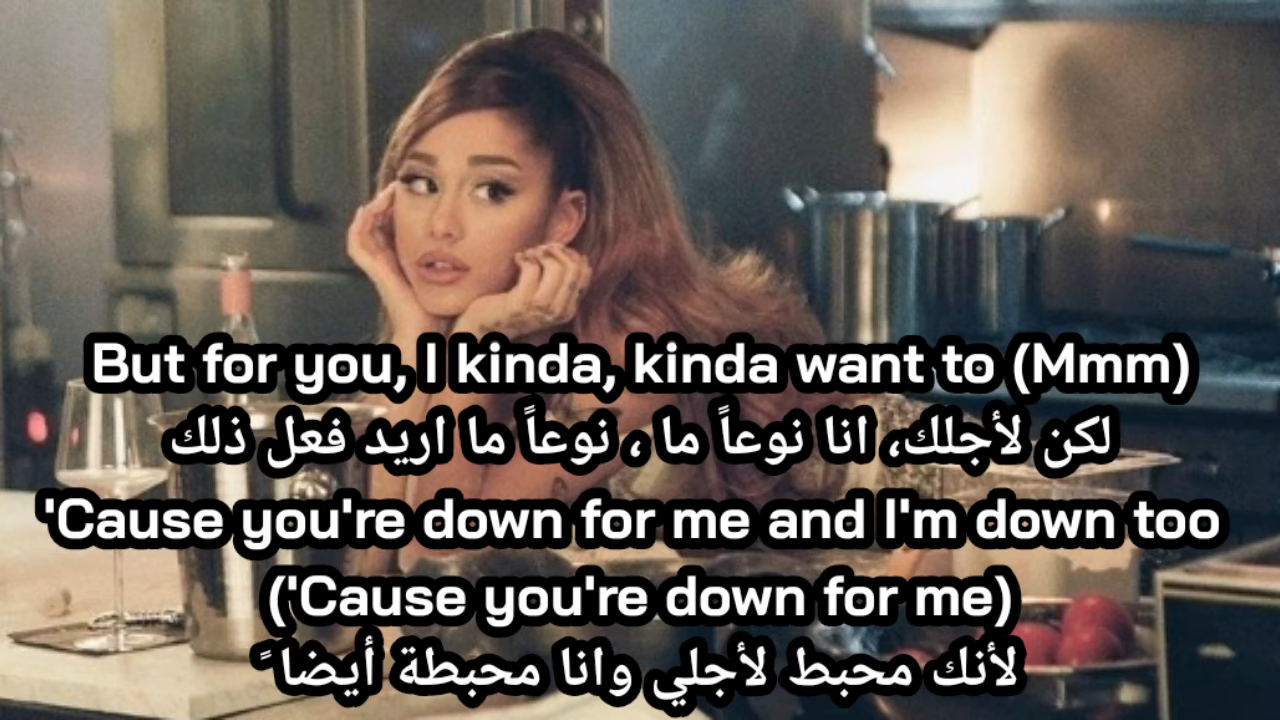 But for you, I kinda, kinda want to (Mmm)
لكن لأجلك، انا نوعاً ما ، نوعاً ما اريد فعل ذلك
'Cause you're down for me and I'm down too
('Cause you're down for me)
لأنك محبط لأجلي وانا محبطة أيضا ً